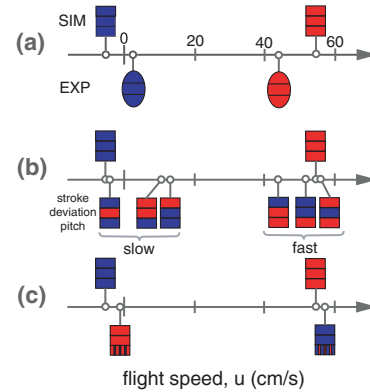 SIM
(a)
0 20 40 60
EXP
(b)
stroke
deviation
pitch
slow fast
(c)
flight speed, u (cm/s)